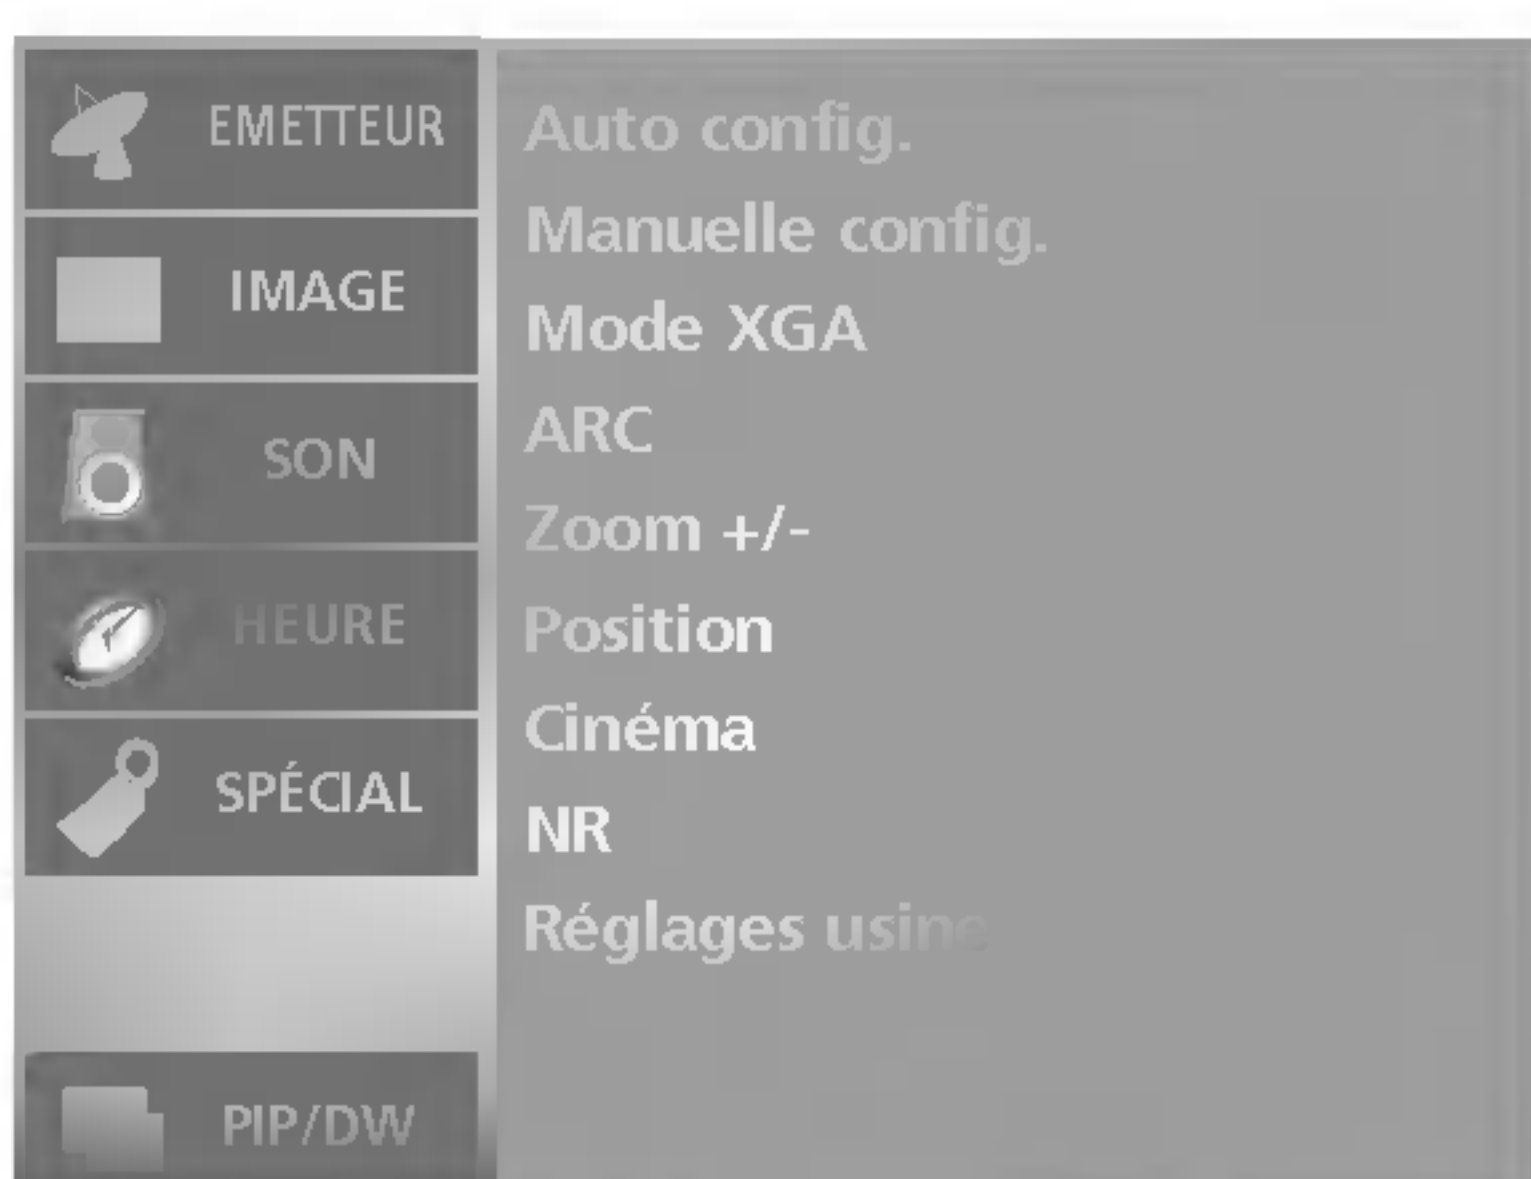 EMETTEUR
IMAGE
SON
HEURE
SPÉCIAL
PIP/DW
Auto config.
Manuelle config.
Mode XGA
ARC
Zoom +/-
Position
Cinéma
NR
Réglages usine